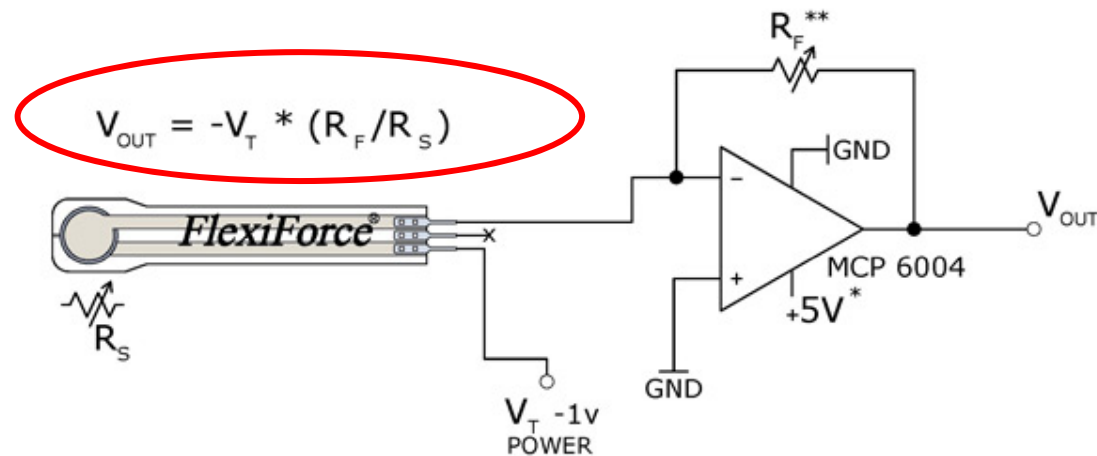 R_F **
V_OUT = -V_T * (R_F/R_S)
GND
FlexiForce®
−
V_OUT
x
MCP 6004
+
+5V *
R_S
GND
V_T -1v
POWER